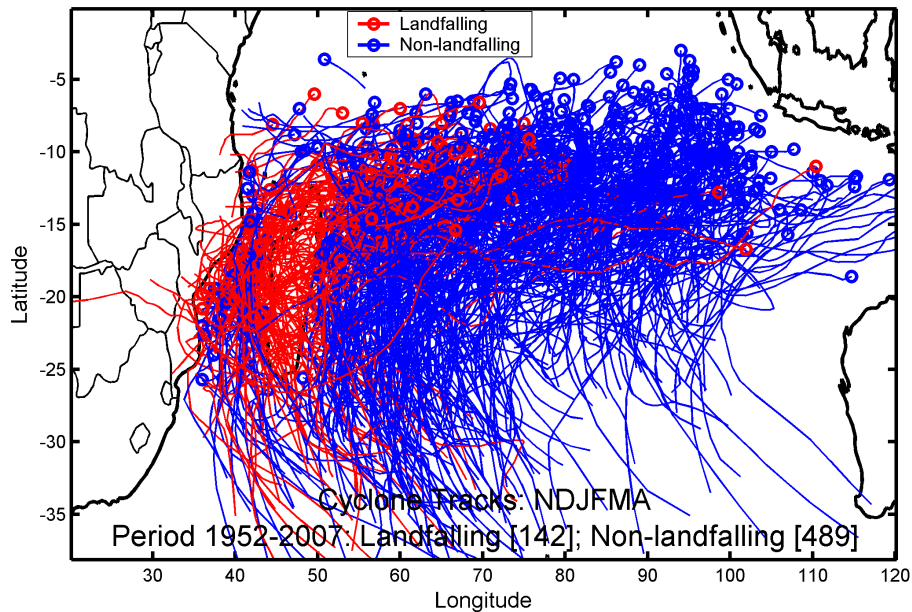 Landfalling
Non-landfalling
-5
-10
-15
-20
-25
-30
-35
Latitude
Cyclone Tracks: NDJFMA
Period 1952-2007: Landfalling [142]; Non-landfalling [489]
30 40 50 60 70 80 90 100 110 120
Longitude